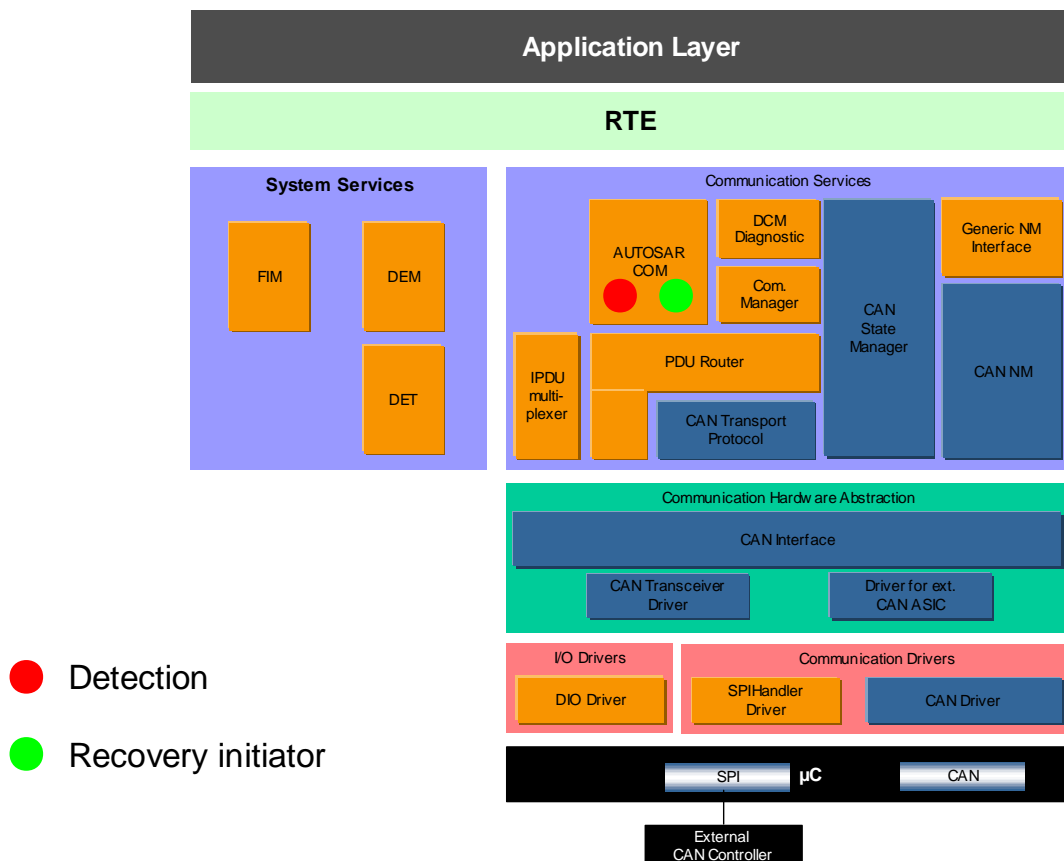 Application Layer
RTE
System Services
FIM
DEM
DET
Communication Services
AUTOSAR
COM
DCM
Diagnostic
Com.
Manager
CAN
State
Manager
Generic NM
Interface
CAN NM
IPDU
multi-
plexer
PDU Router
CAN Transport
Protocol
Communication Hardware Abstraction
CAN Interface
CAN Transceiver
Driver
Driver for ext.
CAN ASIC
I/O Drivers
DIO Driver
Communication Drivers
SPIHandler
Driver
CAN Driver
SPI
µC
CAN
External
CAN Controller
Detection
Recovery initiator